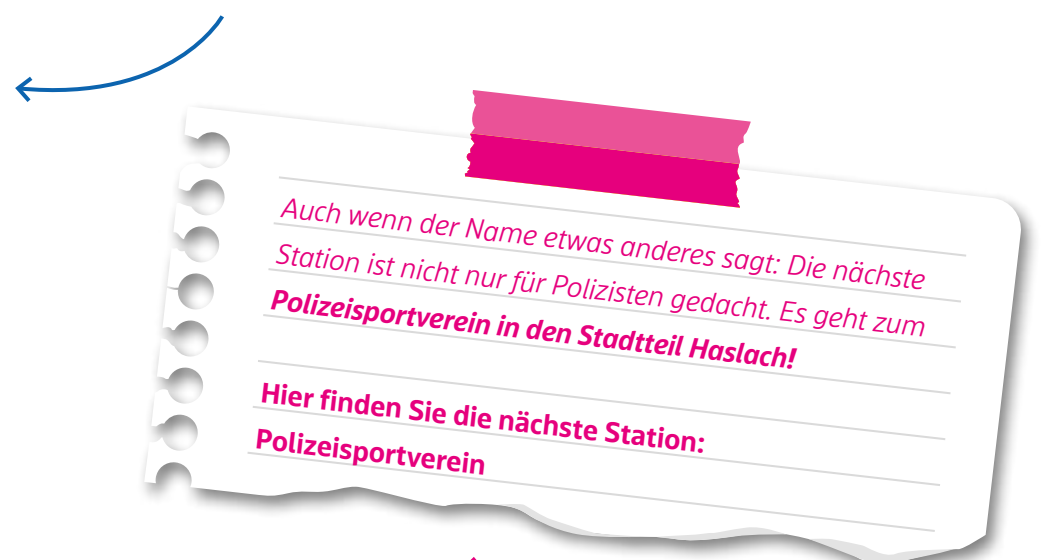 Auch wenn der Name etwas anderes sagt: Die nächste
Station ist nicht nur für Polizisten gedacht. Es geht zum
Polizeisportverein in den Stadtteil Haslach!
Hier finden Sie die nächste Station:
Polizeisportverein